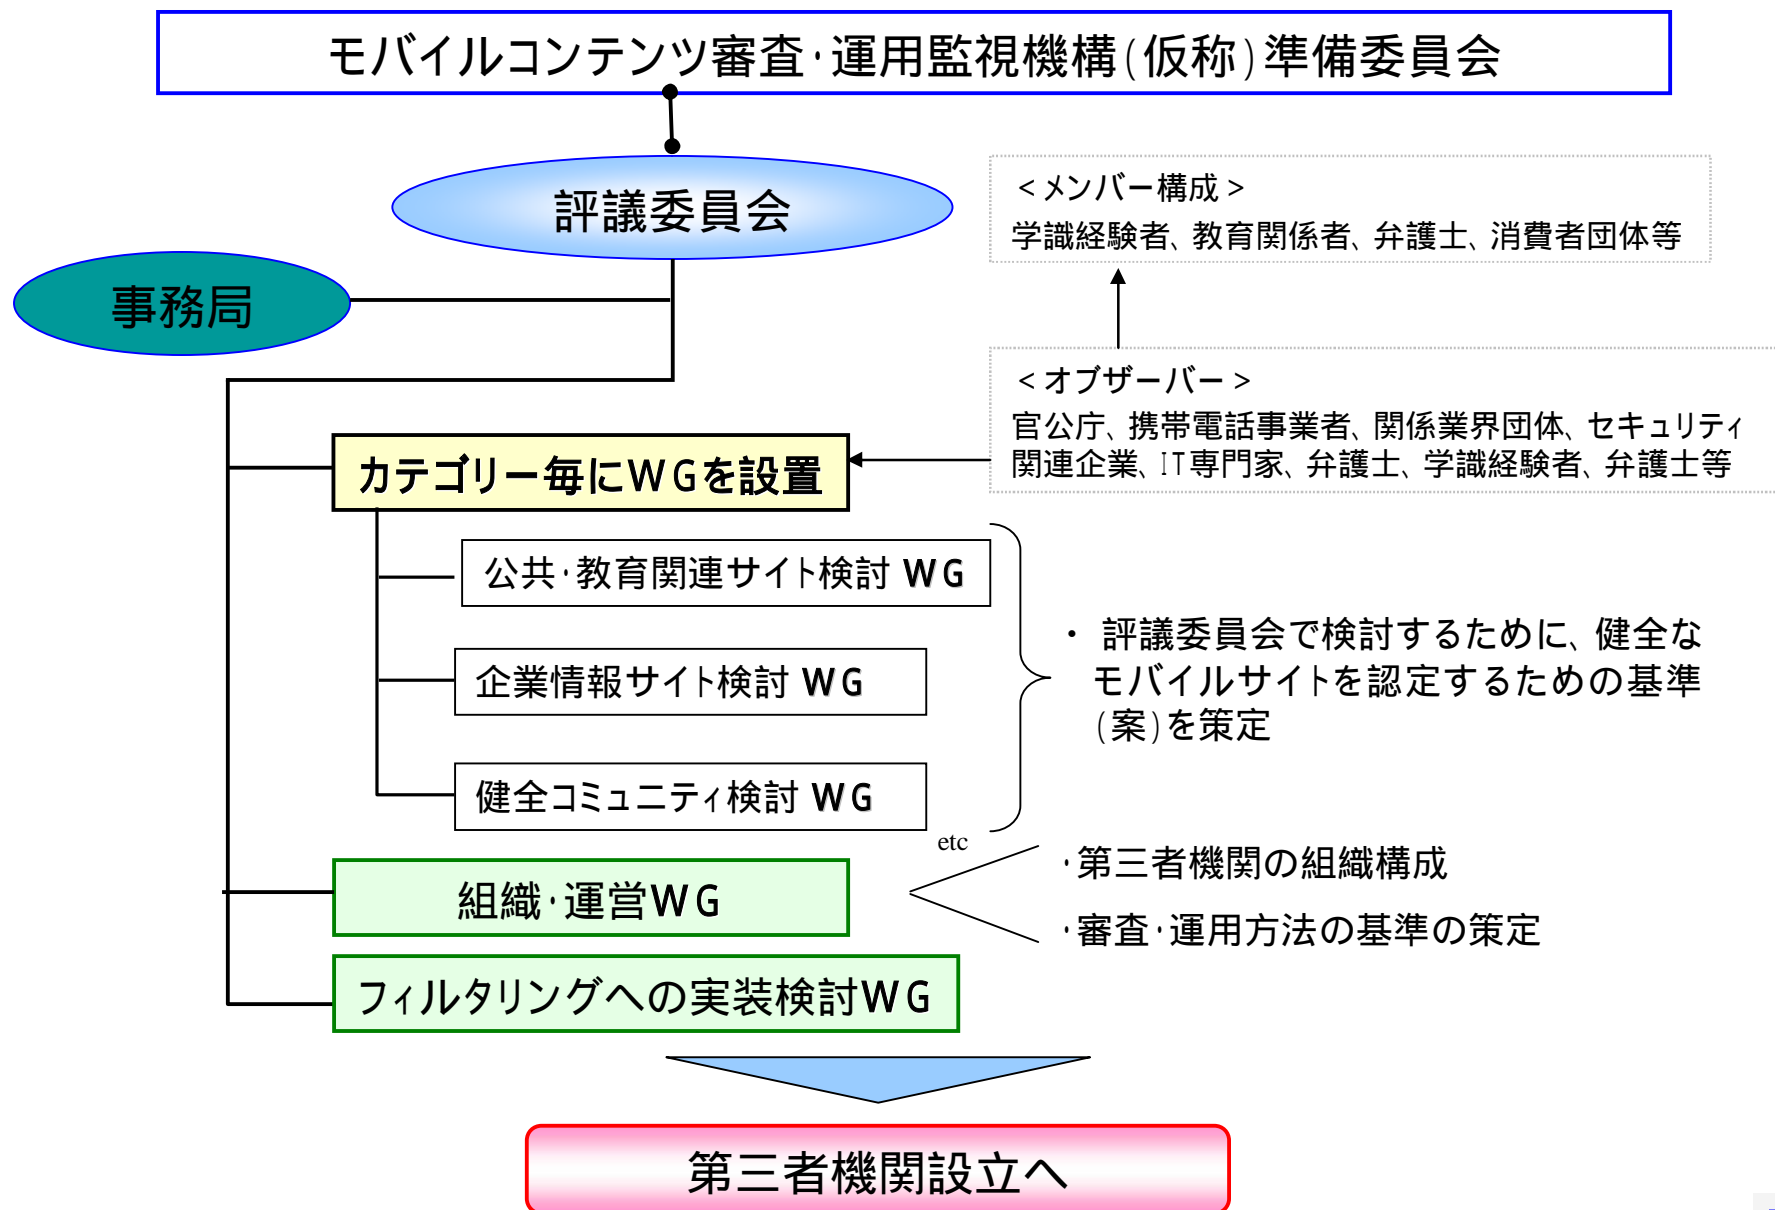 モバイルコンテンツ審査・運用監視機構(仮称)準備委員会
評議委員会
<メンバー構成>
学識経験者、教育関係者、弁護士、消費者団体等
事務局
<オブザーバー>
官公庁、携帯電話事業者、関係業界団体、セキュリティ
関連企業、IT専門家、弁護士、学識経験者、弁護士等
カテゴリー毎にWGを設置
公共・教育関連サイト検討 WG
企業情報サイト検討 WG
健全コミュニティ検討 WG
etc
・ 評議委員会で検討するために、健全な
モバイルサイトを認定するための基準
(案)を策定
組織・運営WG
・第三者機関の組織構成
・審査・運用方法の基準の策定
フィルタリングへの実装検討WG
第三者機関設立へ